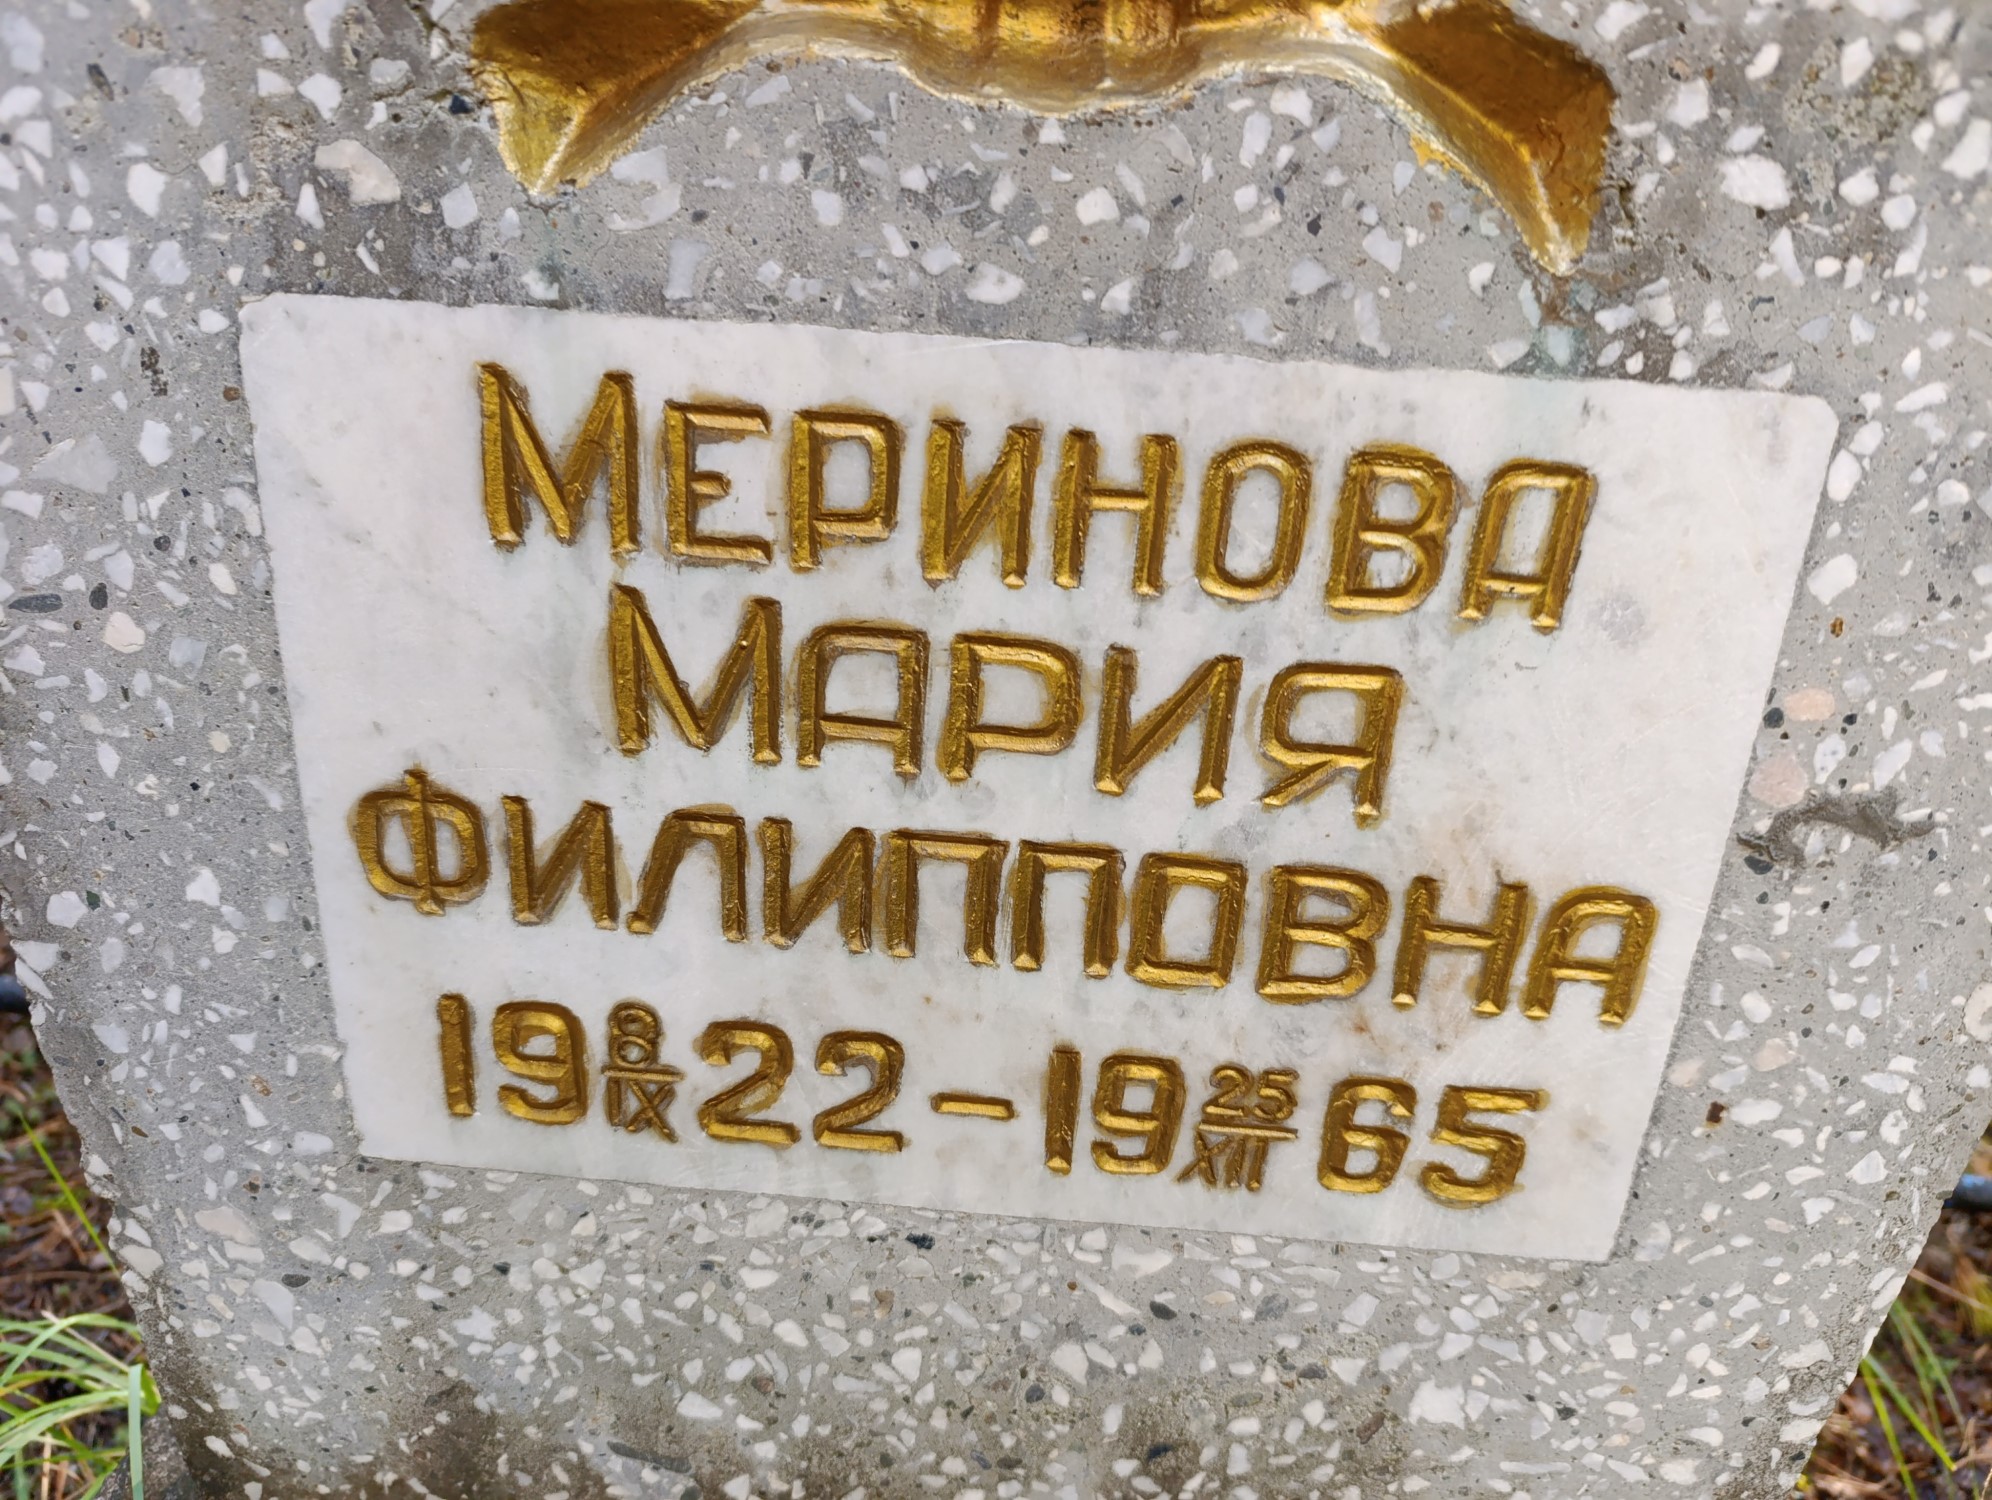 МЕРИНОВА
МАРИЯ
ФИЛИППОВНА
19 8/IX 22 – 19 25/XII 65